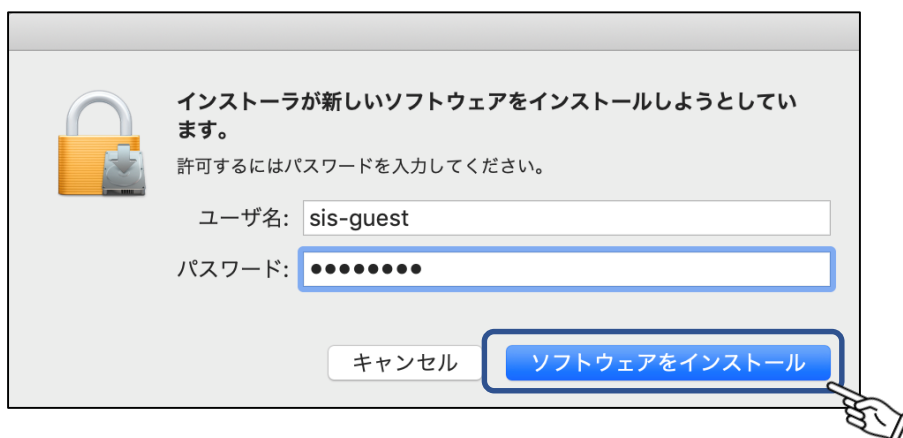 インストーラが新しいソフトウェアをインストールしようとしてい
ます。
許可するにはパスワードを入力してください。
ユーザ名: sis-guest
パスワード: ●●●●●●●●
キャンセル ソフトウェアをインストール